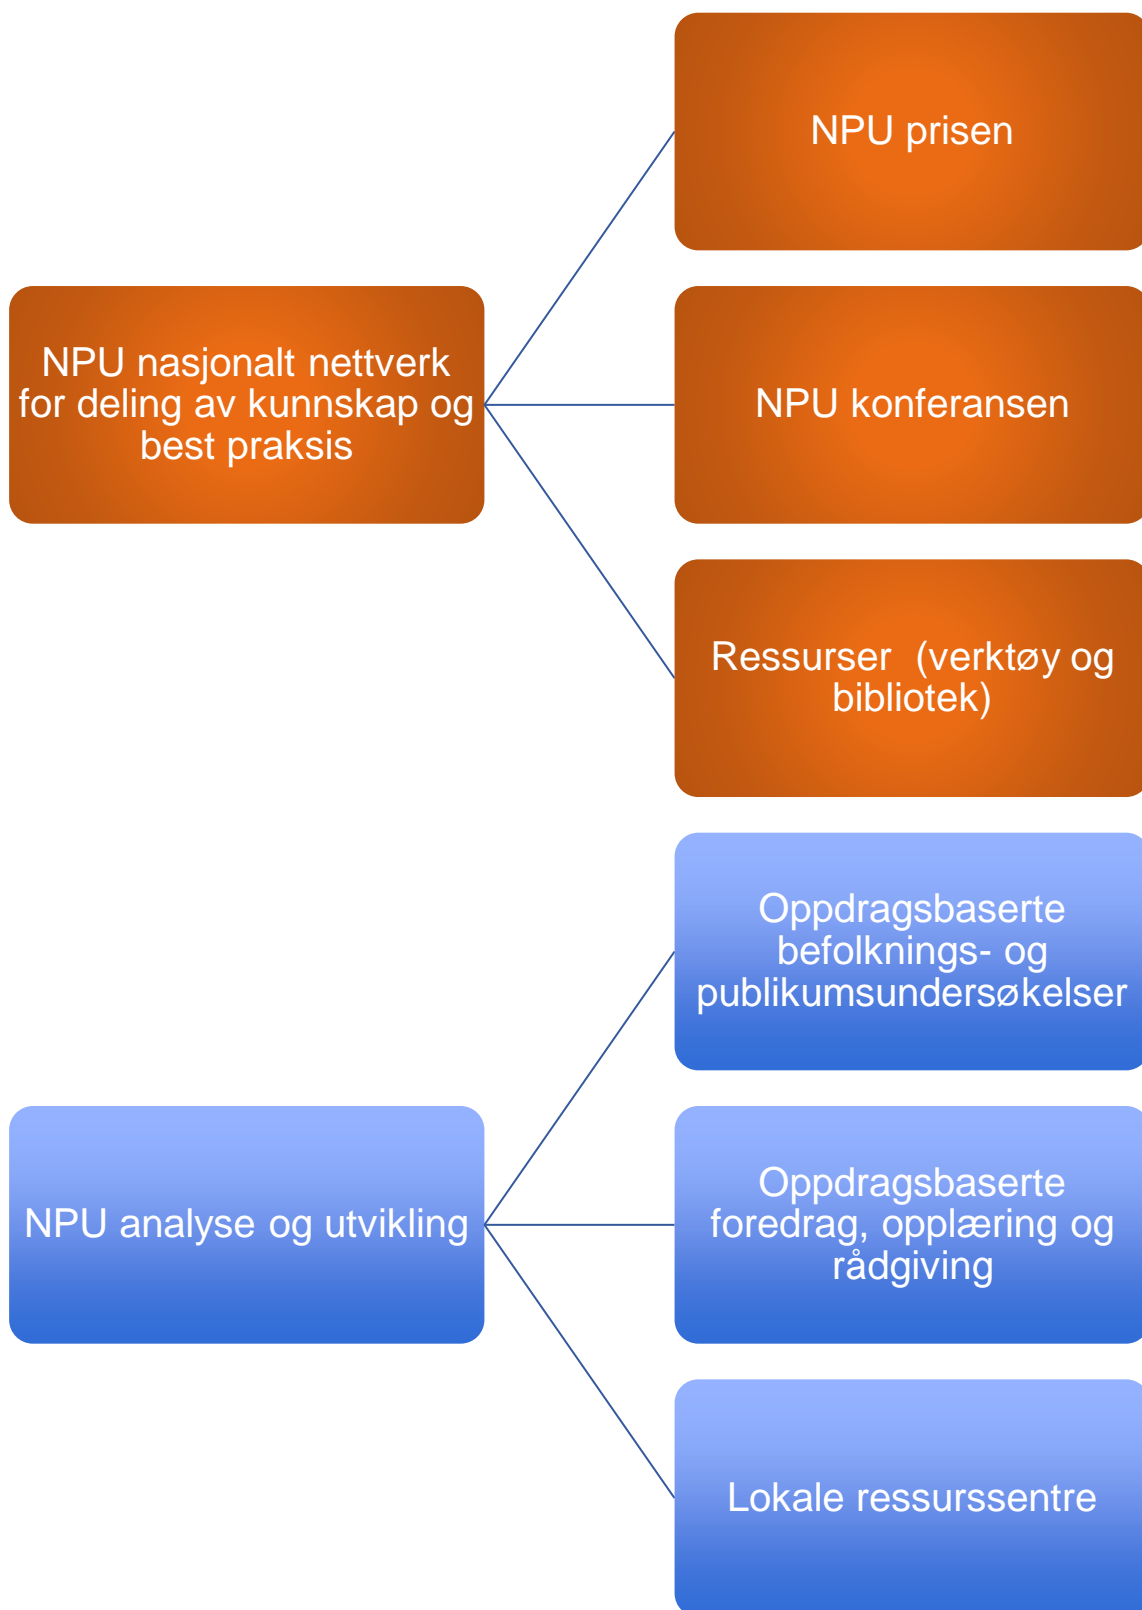 NPU prisen
NPU nasjonalt nettverk
for deling av kunnskap og
best praksis
NPU konferansen
Ressurser  (verktøy og
bibliotek)
Oppdragsbaserte
befolknings- og
publikumsundersøkelser
NPU analyse og utvikling
Oppdragsbaserte
foredrag, opplæring og
rådgiving
Lokale ressurssentre